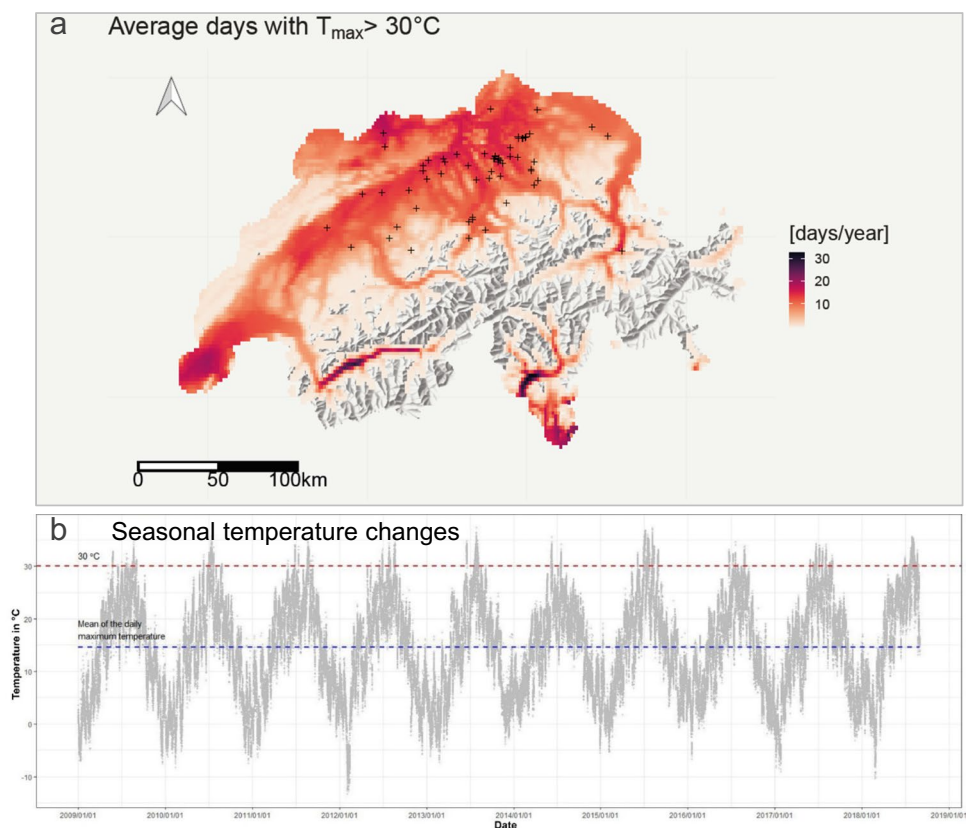 a Average days with Tmax> 30°C
[days/year]
30
20
10
0 50 100km
b Seasonal temperature changes
30 °C
30
20
10
0
-10
Mean of the daily
maximum temperature
Temperature in °C
2009/01/01 2010/01/01 2011/01/01 2012/01/01 2013/01/01 2014/01/01 2015/01/01 2016/01/01 2017/01/01 2018/01/01 2019/01/01
Date